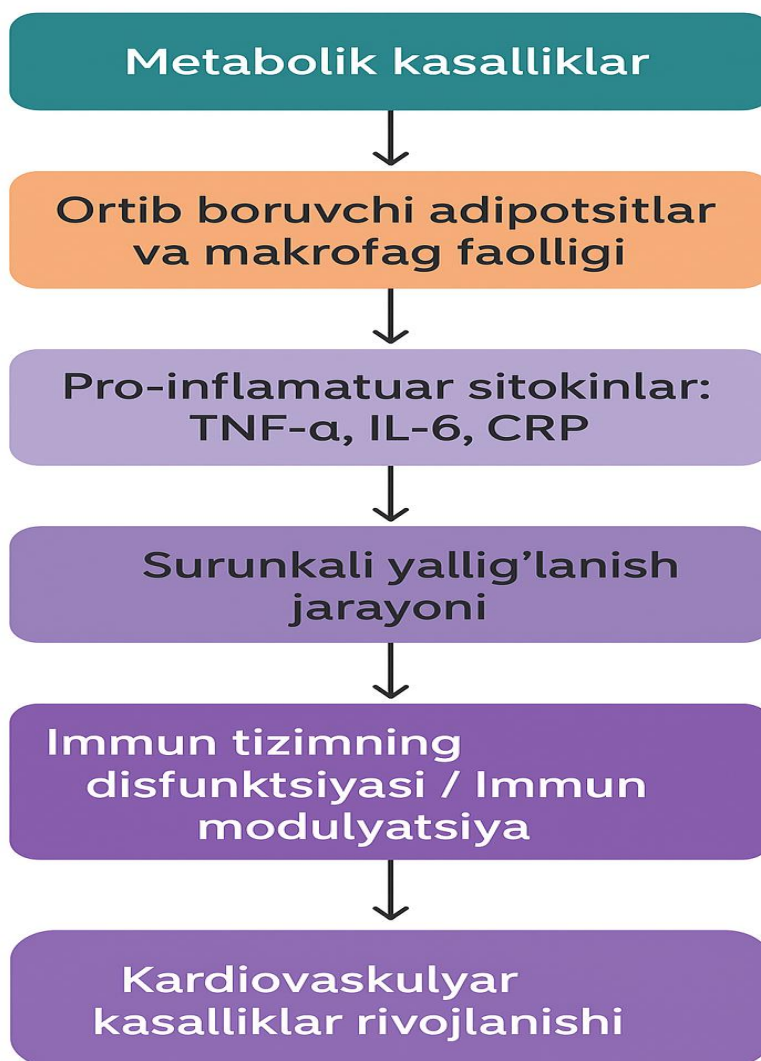 Metabolik kasalliklar
Ortib boruvchi adipotsitlar
va makrofag faolligi
Pro-inflamatuar sitokinlar:
TNF-α, IL-6, CRP
Surunkali yallig'lanish
jarayoni
Immun tizimning
disfunktsiyasi / Immun
modulyatsiya
Kardiovaskulyar
kasalliklar rivojlanishi